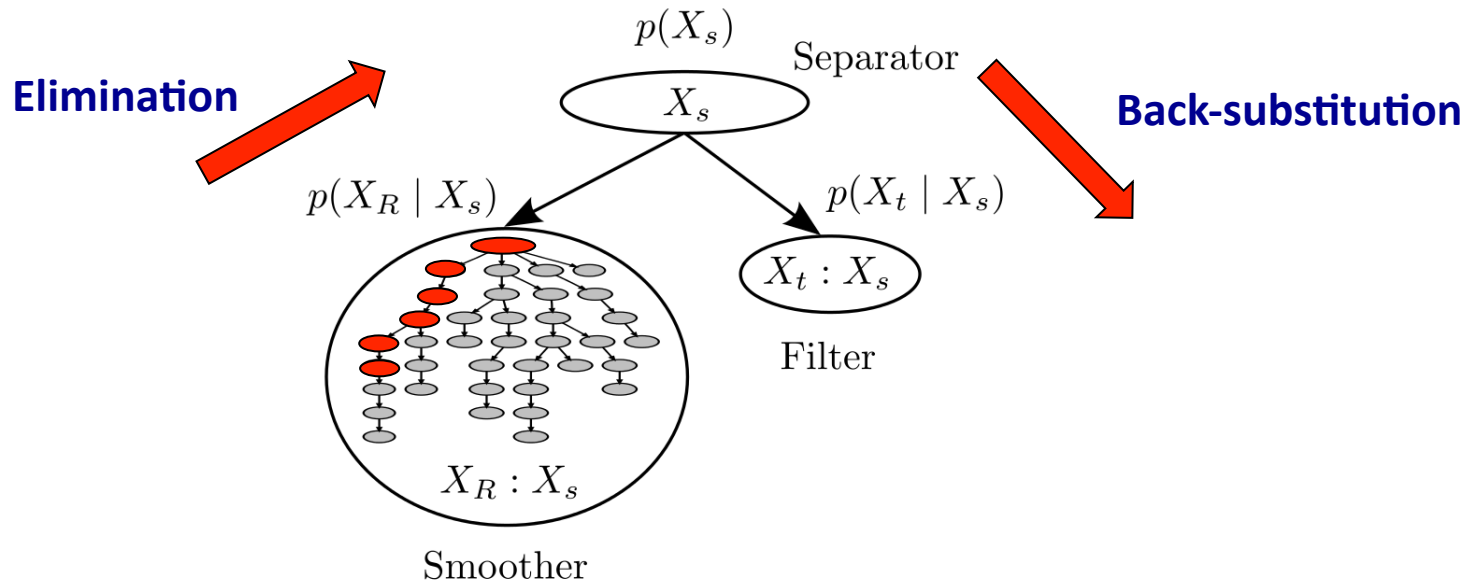 p(X_s)
Separator
Elimination
X_s
Back-substitution
p(X_R | X_s)
p(X_t | X_s)
X_t : X_s
Filter
X_R : X_s
Smoother